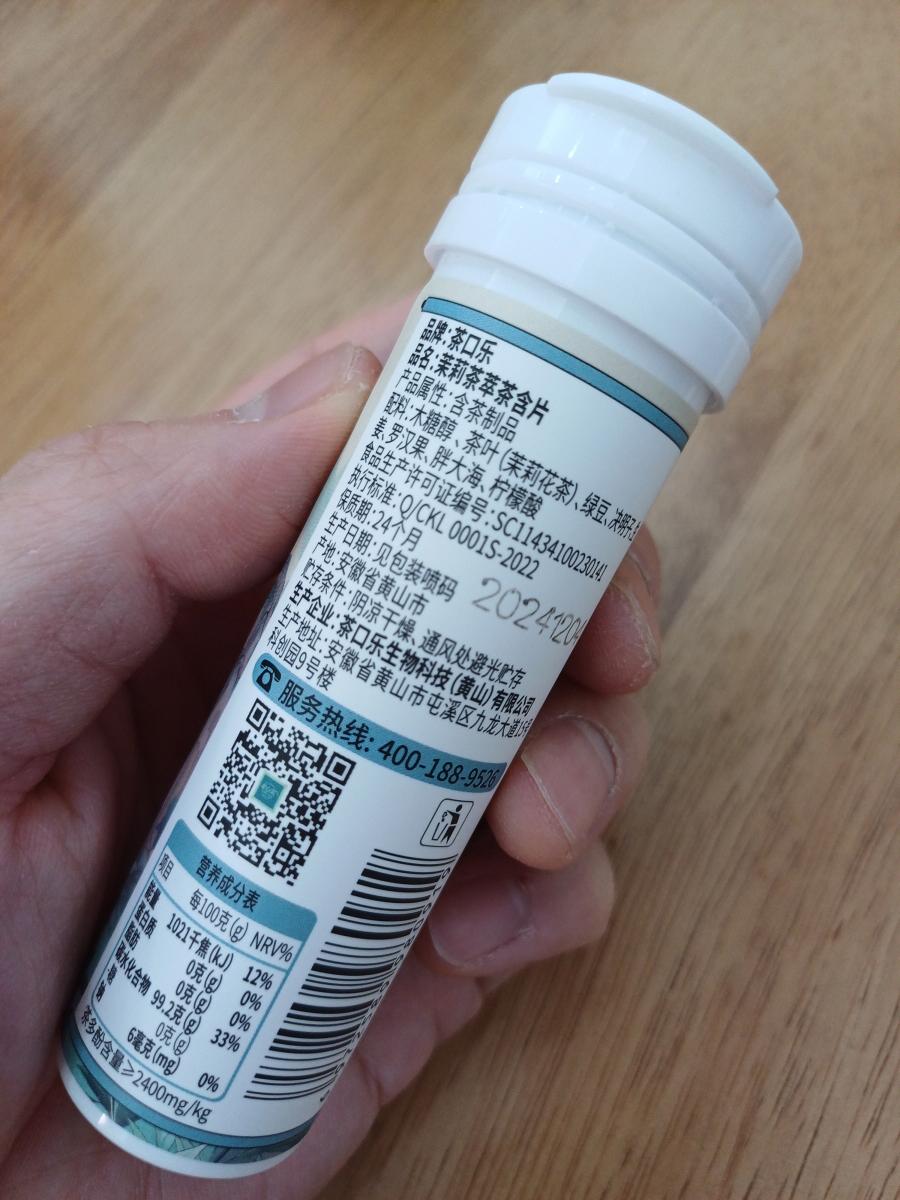 品牌：茶口乐
品名：茉莉茶萃茶含片
产品属性：含茶制品
配料：木糖醇、茶叶（茉莉花茶）、绿豆、决明子、
姜、罗汉果、胖大海、柠檬酸
食品生产许可证编号：SC11434100230141
执行标准：Q/CKL 0001S-2022
保质期：24个月
生产日期：见包装喷码
20241204
产地：安徽省黄山市
贮存条件：阴凉干燥、通风处避光贮存
生产企业：茶口乐生物科技（黄山）有限公司
生产地址：安徽省黄山市屯溪区九龙大道15号
科创园9号楼
服务热线：400-188-9526
营养成分表
项目 每100克(g) NRV%
能量 1021千焦(kJ) 12%
蛋白质 0克(g) 0%
脂肪 0克(g) 0%
碳水化合物 99.2克(g) 33%
-糖 0克(g)
钠 6毫克(mg) 0%
茶多酚含量≥2400mg/kg